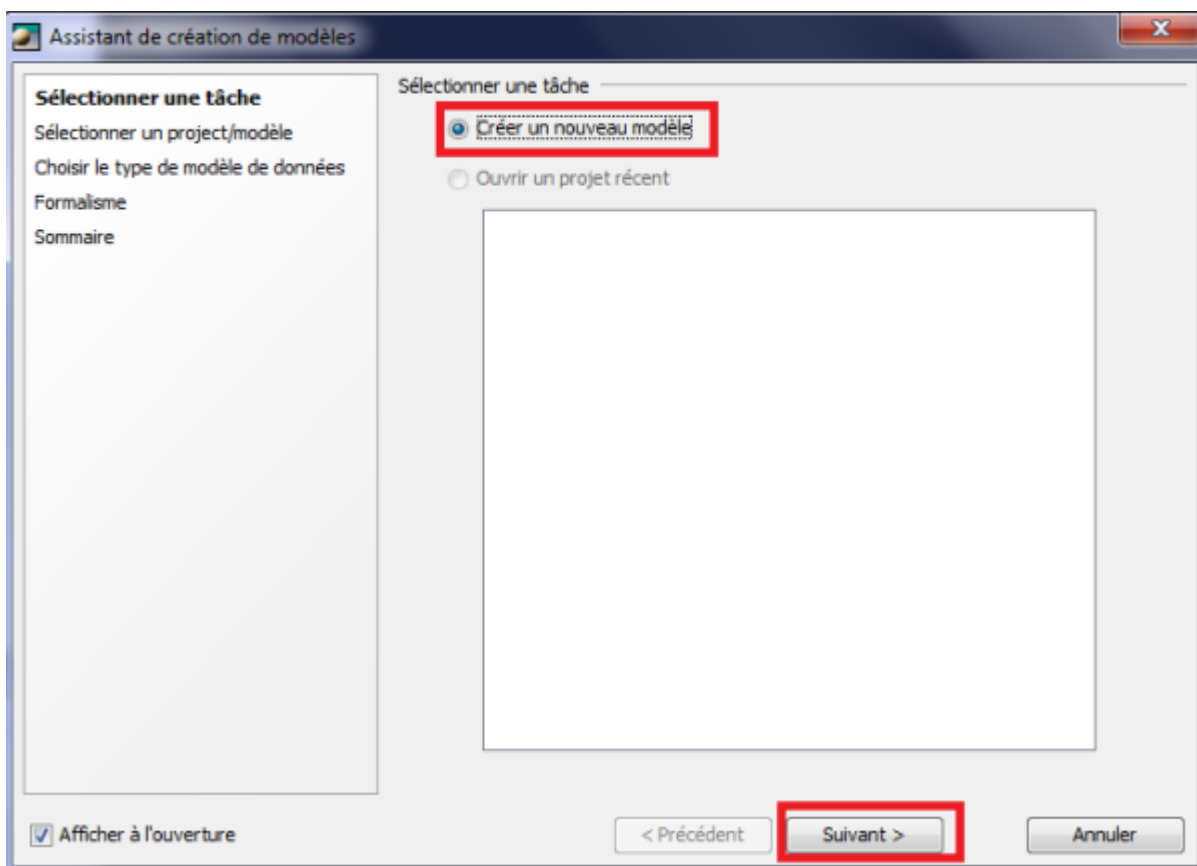 Assistant de création de modèles
Sélectionner une tâche
Sélectionner un project/modèle
Choisir le type de modèle de données
Formalisme
Sommaire
Sélectionner une tâche
Créer un nouveau modèle
Ouvrir un projet récent
Afficher à l'ouverture
< Précédent
Suivant >
Annuler